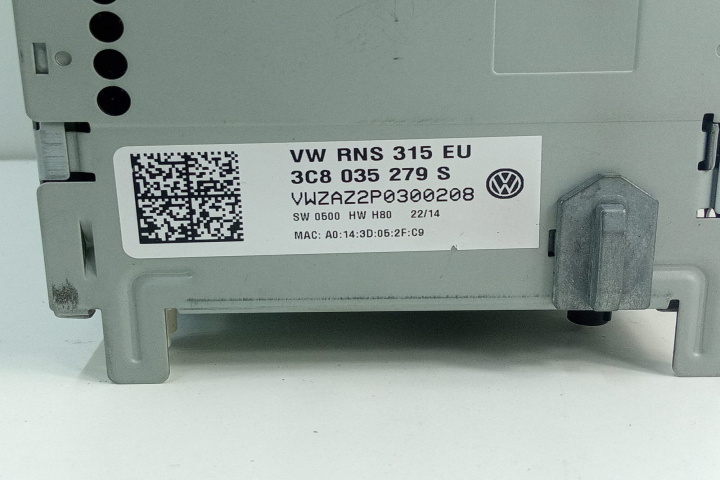 VW RNS 315 EU
3C8 035 279 S
VWZAZ2P0300208
SW 0500 HW H80 22/14
MAC: A0:14:3D:05:2F:C9